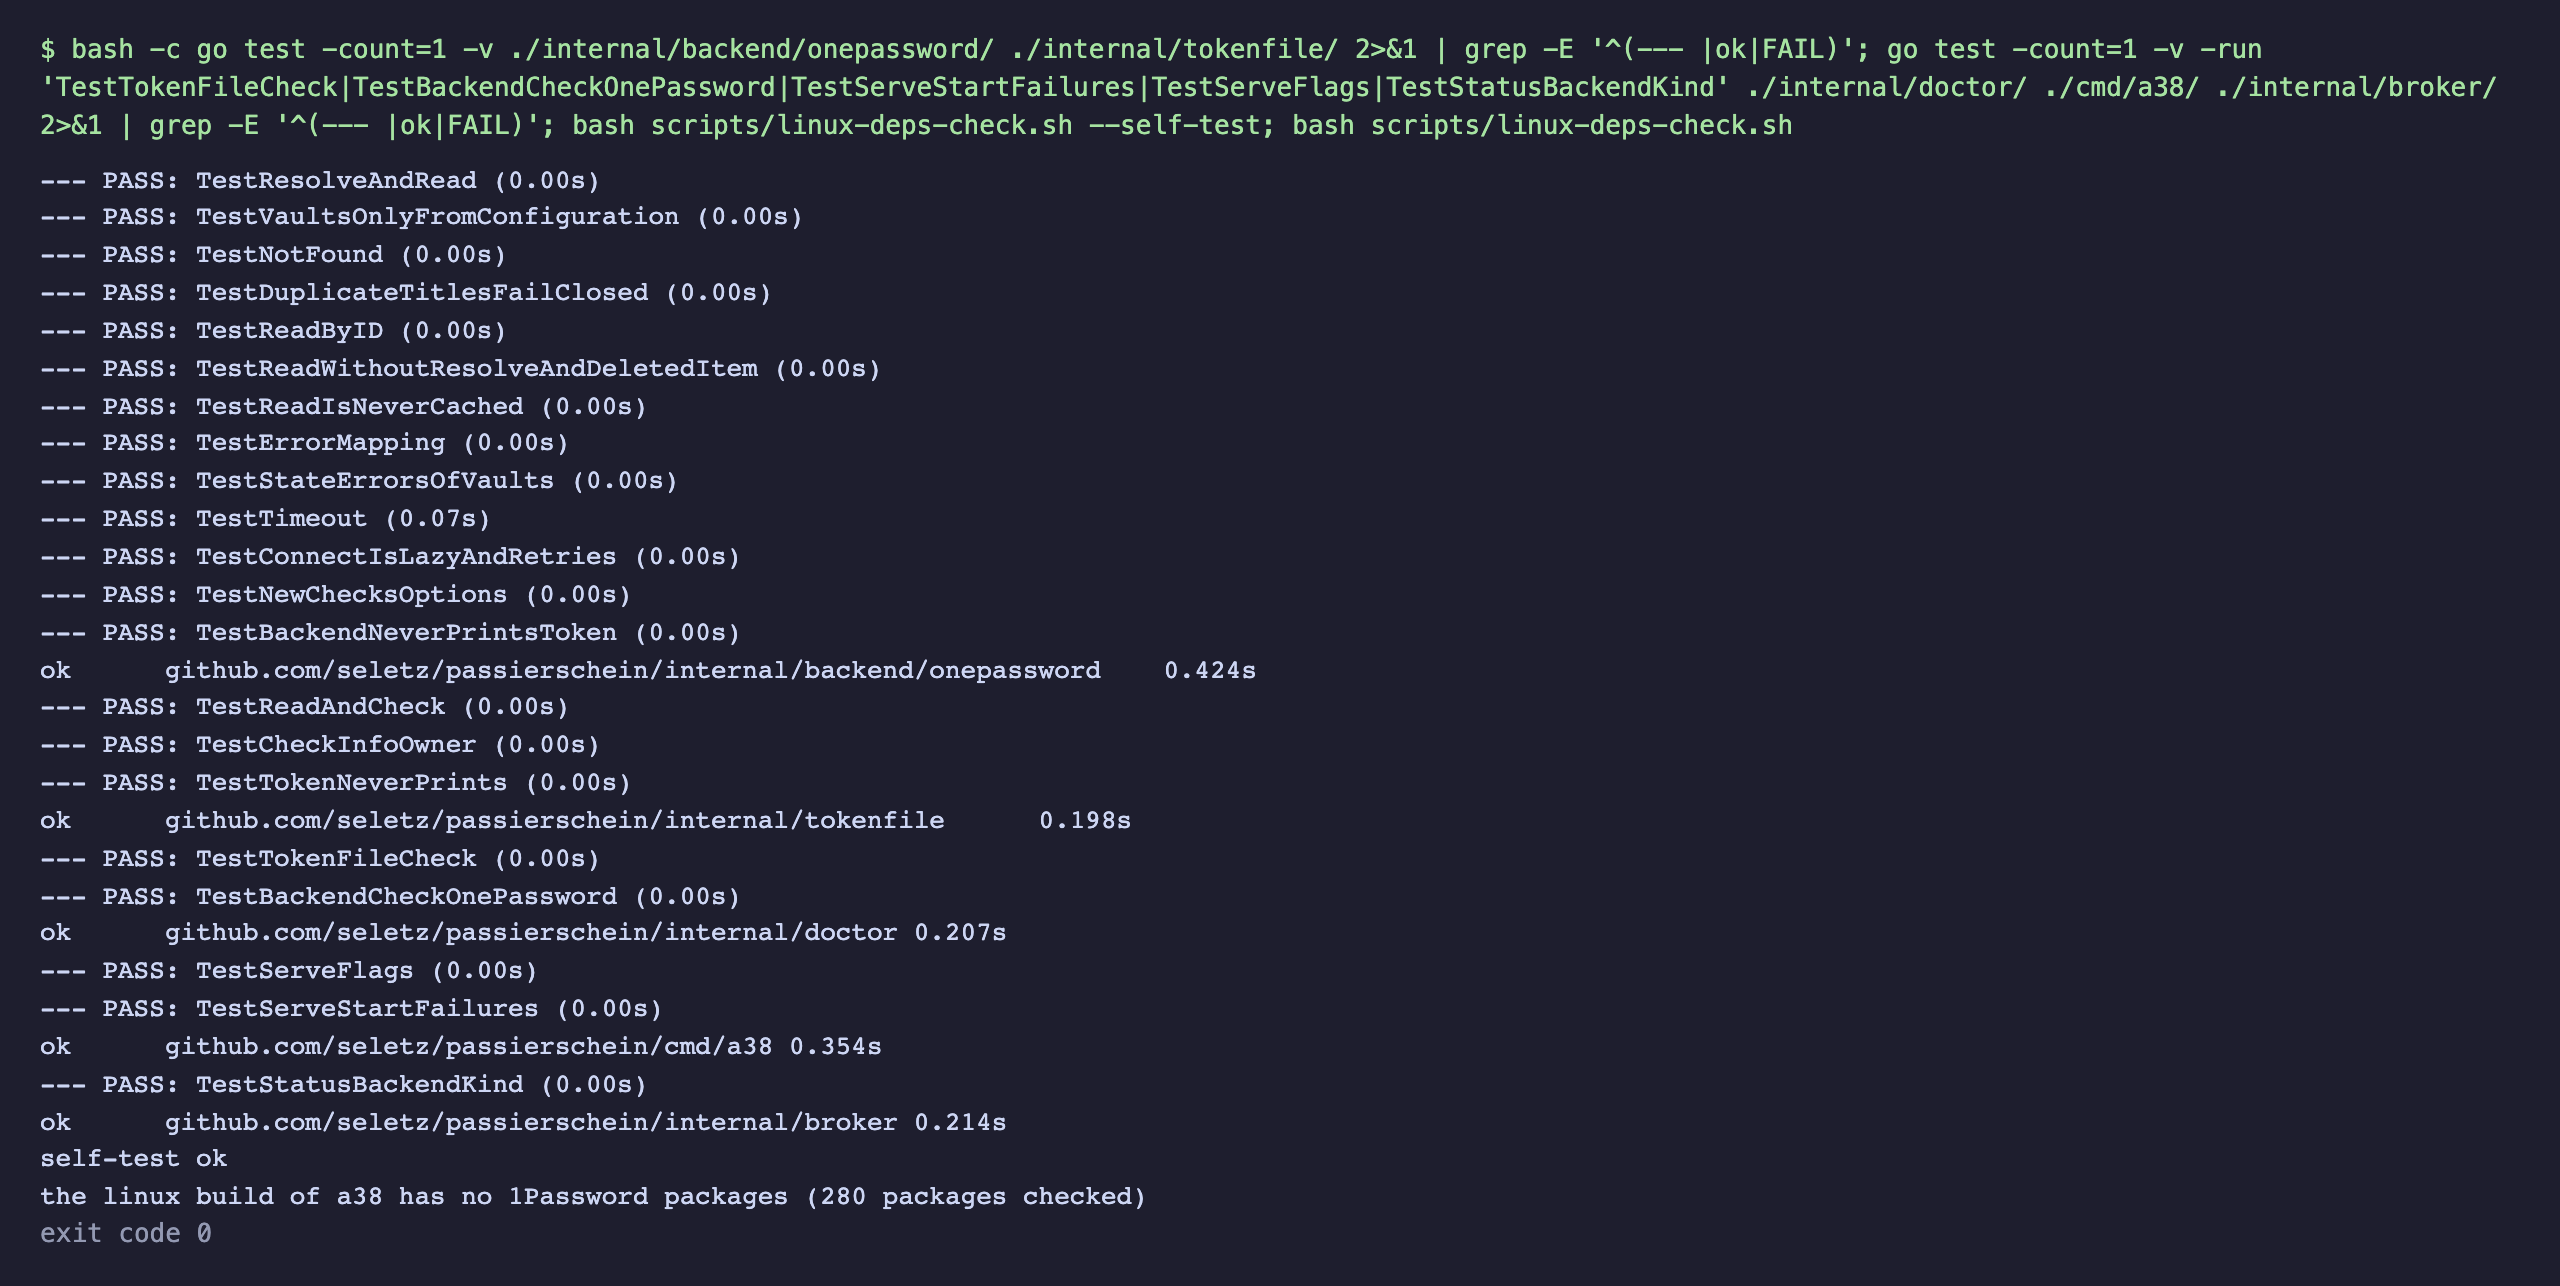 $ bash -c go test -count=1 -v ./internal/backend/onepassword/ ./internal/tokenfile/ 2>&1 | grep -E '^(--- |ok|FAIL)'; go test -count=1 -v -run
'TestTokenFileCheck|TestBackendCheckOnePassword|TestServeStartFailures|TestServeFlags|TestStatusBackendKind' ./internal/doctor/ ./cmd/a38/ ./internal/broker/
2>&1 | grep -E '^(--- |ok|FAIL)'; bash scripts/linux-deps-check.sh --self-test; bash scripts/linux-deps-check.sh
--- PASS: TestResolveAndRead (0.00s)
--- PASS: TestVaultsOnlyFromConfiguration (0.00s)
--- PASS: TestNotFound (0.00s)
--- PASS: TestDuplicateTitlesFailClosed (0.00s)
--- PASS: TestReadByID (0.00s)
--- PASS: TestReadWithoutResolveAndDeletedItem (0.00s)
--- PASS: TestReadIsNeverCached (0.00s)
--- PASS: TestErrorMapping (0.00s)
--- PASS: TestStateErrorsOfVaults (0.00s)
--- PASS: TestTimeout (0.07s)
--- PASS: TestConnectIsLazyAndRetries (0.00s)
--- PASS: TestNewChecksOptions (0.00s)
--- PASS: TestBackendNeverPrintsToken (0.00s)
ok      github.com/seletz/passierschein/internal/backend/onepassword    0.424s
--- PASS: TestReadAndCheck (0.00s)
--- PASS: TestCheckInfoOwner (0.00s)
--- PASS: TestTokenNeverPrints (0.00s)
ok      github.com/seletz/passierschein/internal/tokenfile      0.198s
--- PASS: TestTokenFileCheck (0.00s)
--- PASS: TestBackendCheckOnePassword (0.00s)
ok      github.com/seletz/passierschein/internal/doctor 0.207s
--- PASS: TestServeFlags (0.00s)
--- PASS: TestServeStartFailures (0.00s)
ok      github.com/seletz/passierschein/cmd/a38 0.354s
--- PASS: TestStatusBackendKind (0.00s)
ok      github.com/seletz/passierschein/internal/broker 0.214s
self-test ok
the linux build of a38 has no 1Password packages (280 packages checked)
exit code 0